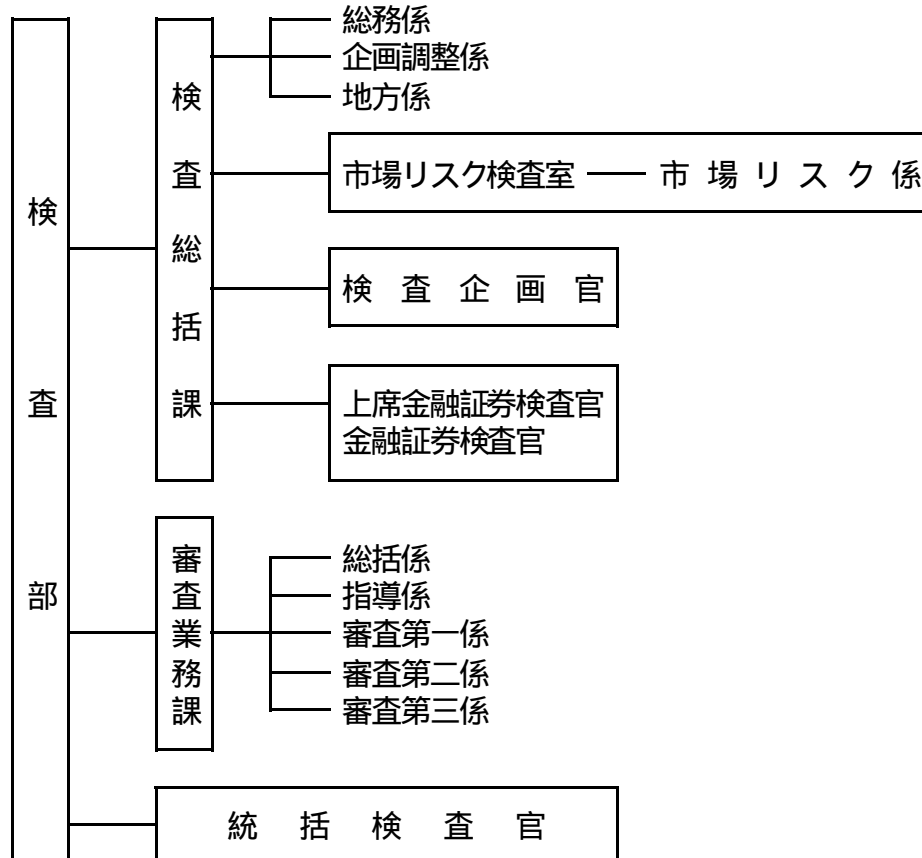 検査部
検査総括課
総務係
企画調整係
地方係
市場リスク検査室 市場リスク係
検査企画官
上席金融証券検査官
金融証券検査官
審査業務課
総括係
指導係
審査第一係
審査第二係
審査第三係
統括検査官